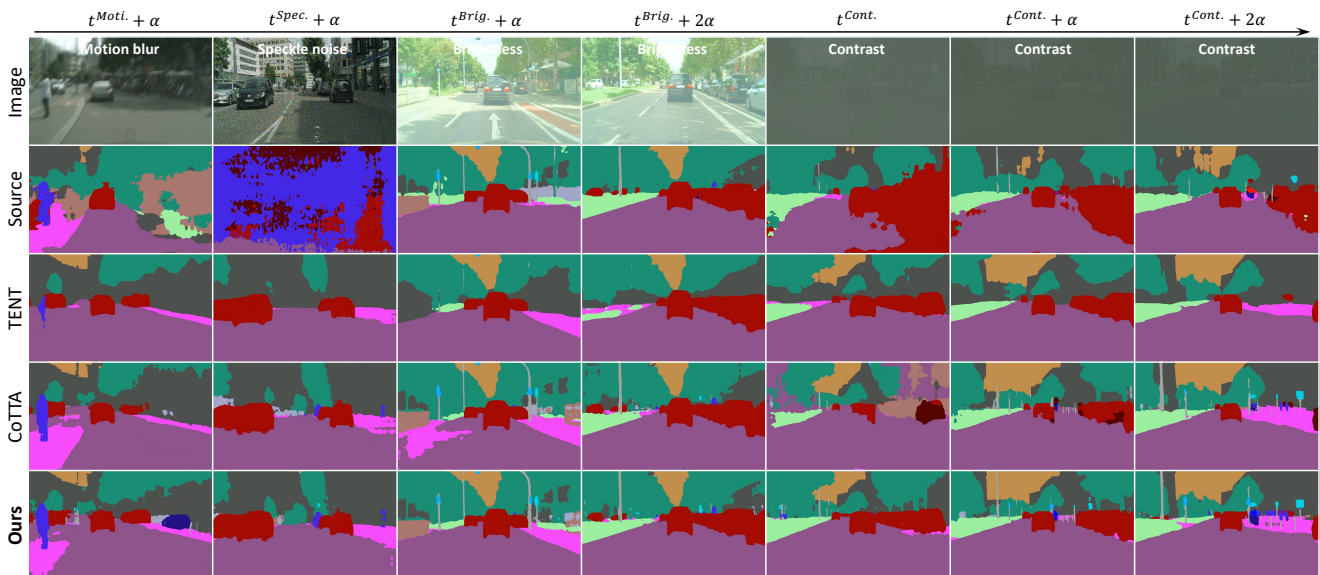 t^{Moti.} + α t^{Spec.} + α t^{Brig.} + α t^{Brig.} + 2α t^{Cont.} t^{Cont.} + α t^{Cont.} + 2α
Motion blur Speckle noise Brightness Brightness Contrast Contrast Contrast
Image
Source
TENT
CoTTA
Ours